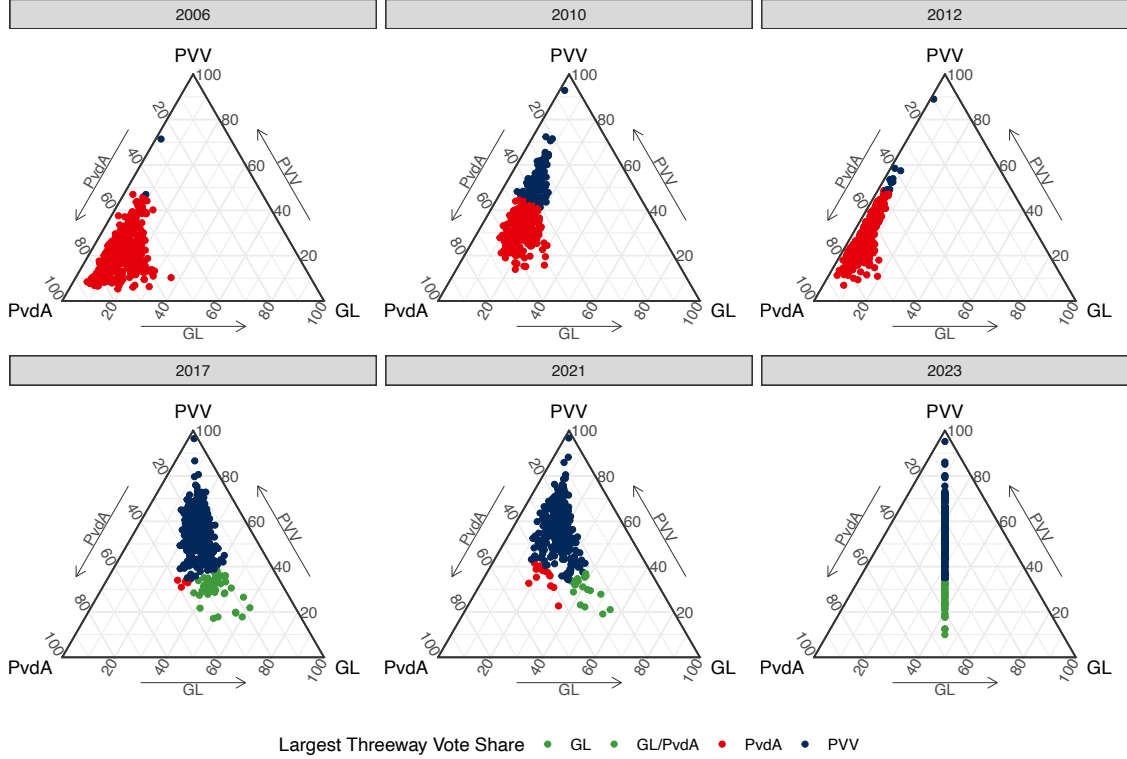 2006 2010 2012
PVV PVV PVV
100 100 100
20 80 20 80 20 80
PvdA 40 60 PVV PvdA 40 60 PVV PvdA 40 60 PVV
60 40 60 40 60 40
80 20 80 20 80 20
100 100 100
PvdA 20 40 60 80 100 GL PvdA 20 40 60 80 100 GL PvdA 20 40 60 80 100 GL
GL GL GL
2017 2021 2023
PVV PVV PVV
100 100 100
20 80 20 80 20 80
PvdA 40 60 PVV PvdA 40 60 PVV PvdA 40 60 PVV
60 40 60 40 60 40
80 20 80 20 80 20
100 100 100
PvdA 20 40 60 80 100 GL PvdA 20 40 60 80 100 GL PvdA 20 40 60 80 100 GL
GL GL GL
Largest Threeway Vote Share GL GL/PvdA PvdA PVV